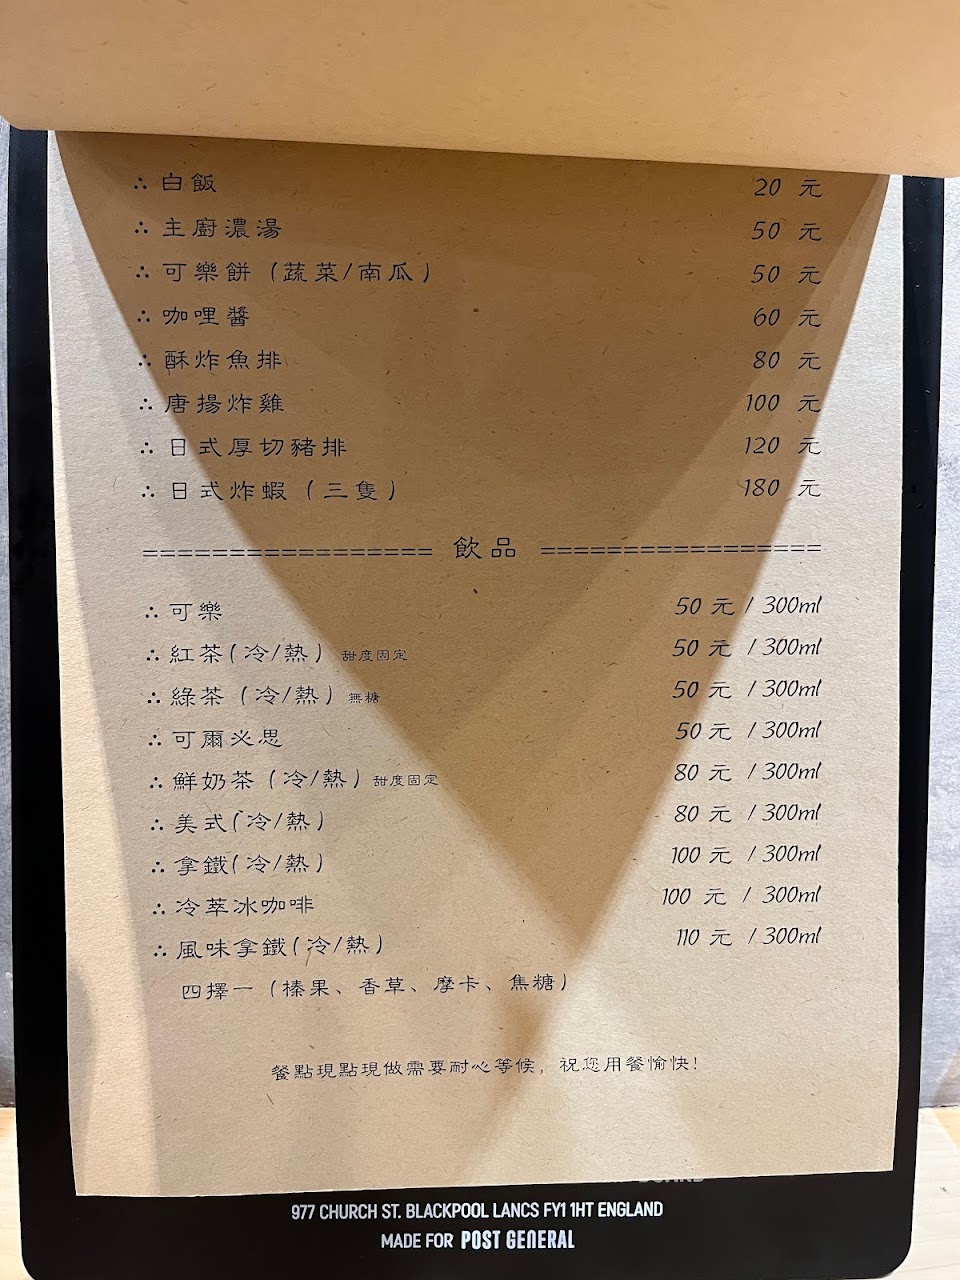 ∴ 白飯 20 元
∴ 主廚濃湯 50 元
∴ 可樂餅（蔬菜/南瓜） 50 元
∴ 咖哩醬 60 元
∴ 酥炸魚排 80 元
∴ 唐揚炸雞 100 元
∴ 日式厚切豬排 120 元
∴ 日式炸蝦（三隻） 180 元
================= 飲品 =================
∴ 可樂 50 元 / 300ml
∴ 紅茶(冷/熱) 甜度固定 50 元 / 300ml
∴ 綠茶（冷/熱）無糖 50 元 / 300ml
∴ 可爾必思 50 元 / 300ml
∴ 鮮奶茶（冷/熱）甜度固定 80 元 / 300ml
∴ 美式(冷/熱) 80 元 / 300ml
∴ 拿鐵(冷/熱) 100 元 / 300ml
∴ 冷萃冰咖啡 100 元 / 300ml
∴ 風味拿鐵(冷/熱) 110 元 / 300ml
四擇一（榛果、香草、摩卡、焦糖）
餐點現點現做需要耐心等候，祝您用餐愉快!
977 CHURCH ST. BLACKPOOL LANCS FY1 1HT ENGLAND
MADE FOR POST GENERAL